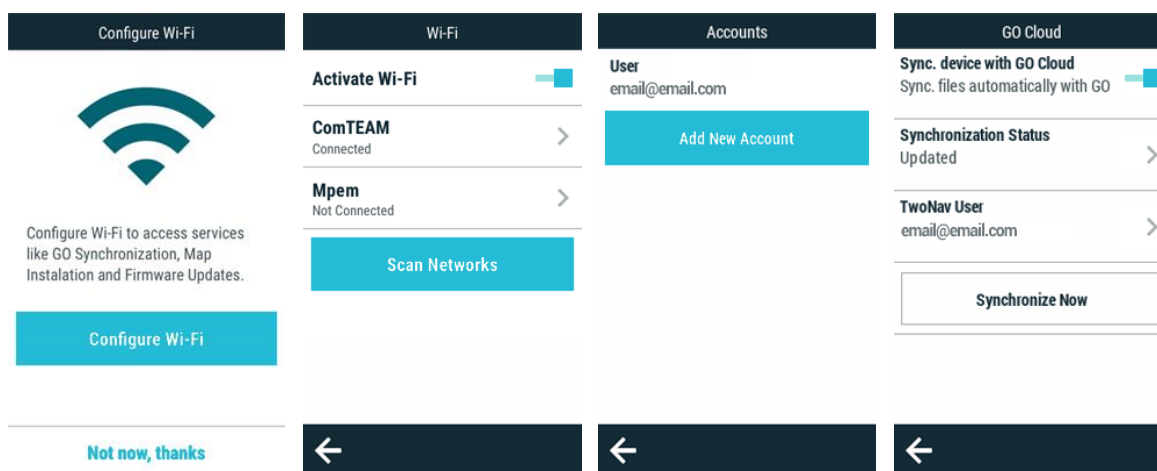 Configure Wi-Fi
Configure Wi-Fi to access services
like GO Synchronization, Map
Instalation and Firmware Updates.
Configure Wi-Fi
Not now, thanks
Wi-Fi
Activate Wi-Fi
ComTEAM
Connected
Mpem
Not Connected
Scan Networks
Accounts
User
email@email.com
Add New Account
GO Cloud
Sync. device with GO Cloud
Sync. files automatically with GO
Synchronization Status
Updated
TwoNav User
email@email.com
Synchronize Now